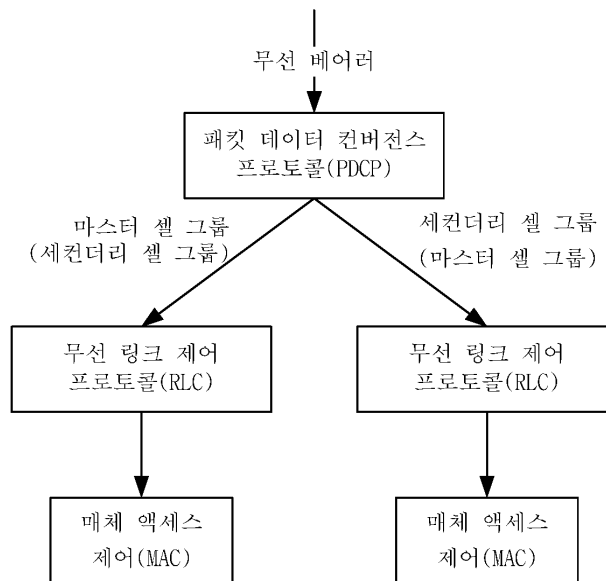 무선 베어러
패킷 데이터 컨버전스
프로토콜(PDCP)
마스터 셀 그룹
(세컨더리 셀 그룹)
세컨더리 셀 그룹
(마스터 셀 그룹)
무선 링크 제어
프로토콜(RLC)
무선 링크 제어
프로토콜(RLC)
매체 액세스
제어(MAC)
매체 액세스
제어(MAC)